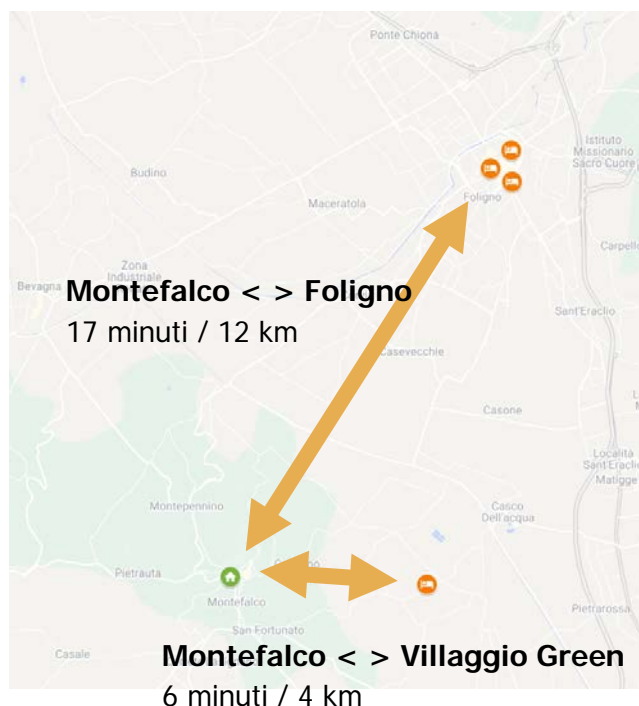 Ponte Chiona
Istituto
Missionario
Sacro Cuore
Budino
Foligno
Maceratola
Carpello
Zona
Industriale
Bevagna
Montefalco < > Foligno
Sant'Eraclio
17 minuti / 12 km
Casevecchie
Casone
Località
Sant'Eraclio
Matigge
Montepennino
Casco
Dell'acqua
Pietrauta
Montefalco
Pietrarossa
San Fortunato
Casale
Montefalco < > Villaggio Green
6 minuti / 4 km